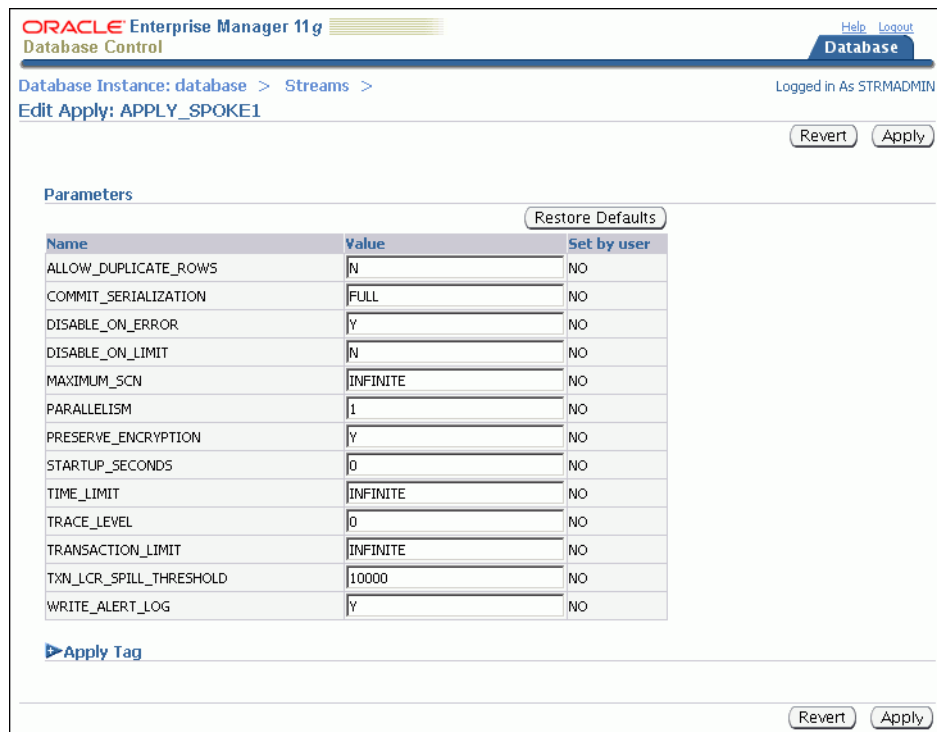 ORACLE Enterprise Manager 11g
Database Control
Help Logout
Database
Database Instance: database > Streams >
Logged in As STRMADMIN
Edit Apply: APPLY_SPOKE1
Revert Apply
Parameters
Restore Defaults
Name Value Set by user
ALLOW_DUPLICATE_ROWS N NO
COMMIT_SERIALIZATION FULL NO
DISABLE_ON_ERROR Y NO
DISABLE_ON_LIMIT N NO
MAXIMUM_SCN INFINITE NO
PARALLELISM 1 NO
PRESERVE_ENCRYPTION Y NO
STARTUP_SECONDS 0 NO
TIME_LIMIT INFINITE NO
TRACE_LEVEL 0 NO
TRANSACTION_LIMIT INFINITE NO
TXN_LCR_SPILL_THRESHOLD 10000 NO
WRITE_ALERT_LOG Y NO
Apply Tag
Revert Apply